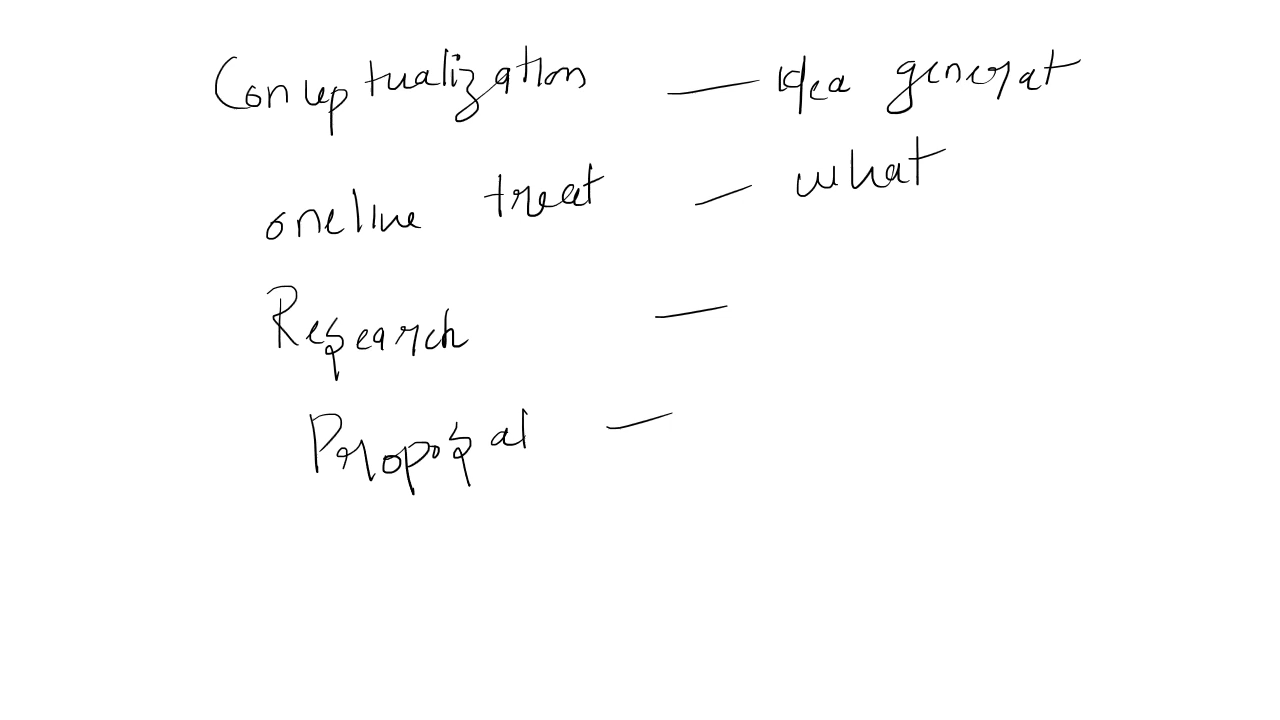 Conceptualization — idea generat
oneline treat — what
Research —
Proposal —